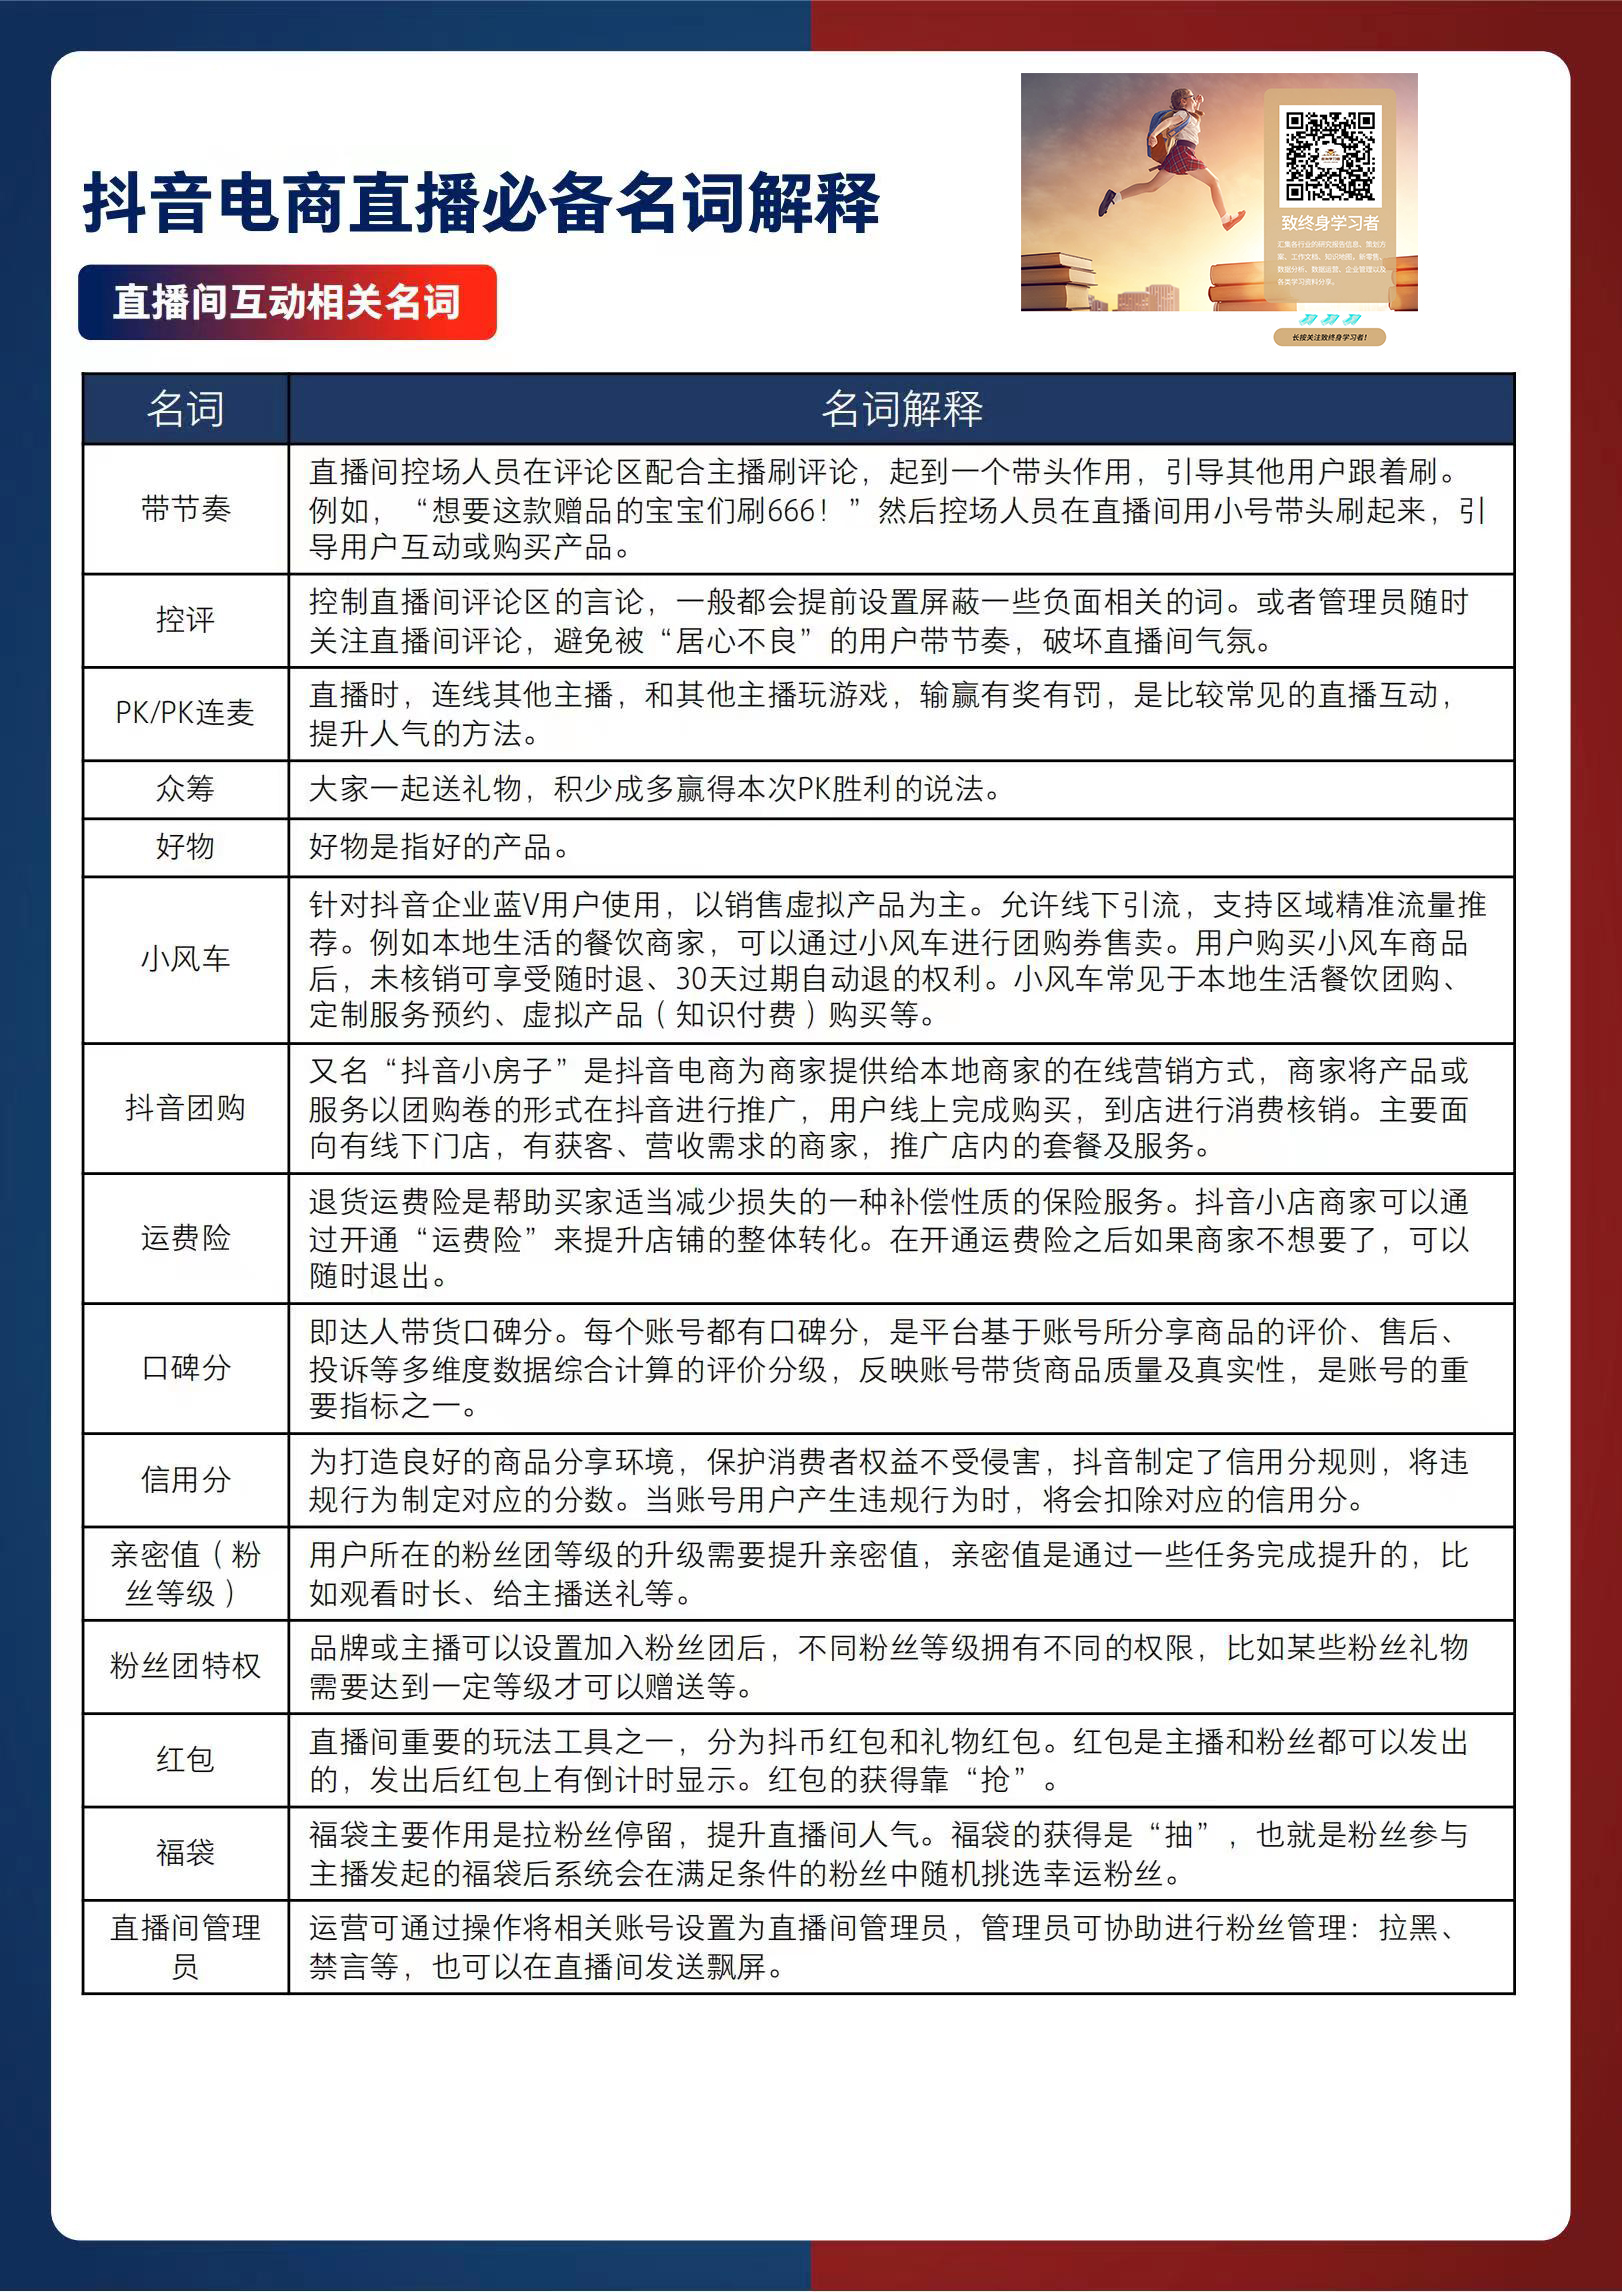 抖音电商直播必备名词解释
直播间互动相关名词
致终身学习者
汇集各行业的研究报告信息、策划方
案、工作文档、知识地图，新零售、
数据分析、数据运营、企业管理以及
各类学习资料分享。
长按关注致终身学习者！
名词
名词解释
带节奏
直播间控场人员在评论区配合主播刷评论，起到一个带头作用，引导其他用户跟着刷。
例如，“想要这款赠品的宝宝们刷666！”然后控场人员在直播间用小号带头刷起来，引
导用户互动或购买产品。
控评
控制直播间评论区的言论，一般都会提前设置屏蔽一些负面相关的词。或者管理员随时
关注直播间评论，避免被“居心不良”的用户带节奏，破坏直播间气氛。
PK/PK连麦
直播时，连线其他主播，和其他主播玩游戏，输赢有奖有罚，是比较常见的直播互动，
提升人气的方法。
众筹
大家一起送礼物，积少成多赢得本次PK胜利的说法。
好物
好物是指好的产品。
小风车
针对抖音企业蓝V用户使用，以销售虚拟产品为主。允许线下引流，支持区域精准流量推
荐。例如本地生活的餐饮商家，可以通过小风车进行团购券售卖。用户购买小风车商品
后，未核销可享受随时退、30天过期自动退的权利。小风车常见于本地生活餐饮团购、
定制服务预约、虚拟产品（知识付费）购买等。
抖音团购
又名“抖音小房子”是抖音电商为商家提供给本地商家的在线营销方式，商家将产品或
服务以团购卷的形式在抖音进行推广，用户线上完成购买，到店进行消费核销。主要面
向有线下门店，有获客、营收需求的商家，推广店内的套餐及服务。
运费险
退货运费险是帮助买家适当减少损失的一种补偿性质的保险服务。抖音小店商家可以通
过开通“运费险”来提升店铺的整体转化。在开通运费险之后如果商家不想要了，可以
随时退出。
口碑分
即达人带货口碑分。每个账号都有口碑分，是平台基于账号所分享商品的评价、售后、
投诉等多维度数据综合计算的评价分级，反映账号带货商品质量及真实性，是账号的重
要指标之一。
信用分
为打造良好的商品分享环境，保护消费者权益不受侵害，抖音制定了信用分规则，将违
规行为制定对应的分数。当账号用户产生违规行为时，将会扣除对应的信用分。
亲密值（粉
丝等级）
用户所在的粉丝团等级的升级需要提升亲密值，亲密值是通过一些任务完成提升的，比
如观看时长、给主播送礼等。
粉丝团特权
品牌或主播可以设置加入粉丝团后，不同粉丝等级拥有不同的权限，比如某些粉丝礼物
需要达到一定等级才可以赠送等。
红包
直播间重要的玩法工具之一，分为抖币红包和礼物红包。红包是主播和粉丝都可以发出
的，发出后红包上有倒计时显示。红包的获得靠“抢”。
福袋
福袋主要作用是拉粉丝停留，提升直播间人气。福袋的获得是“抽”，也就是粉丝参与
主播发起的福袋后系统会在满足条件的粉丝中随机挑选幸运粉丝。
直播间管理
员
运营可通过操作将相关账号设置为直播间管理员，管理员可协助进行粉丝管理：拉黑、
禁言等，也可以在直播间发送飘屏。